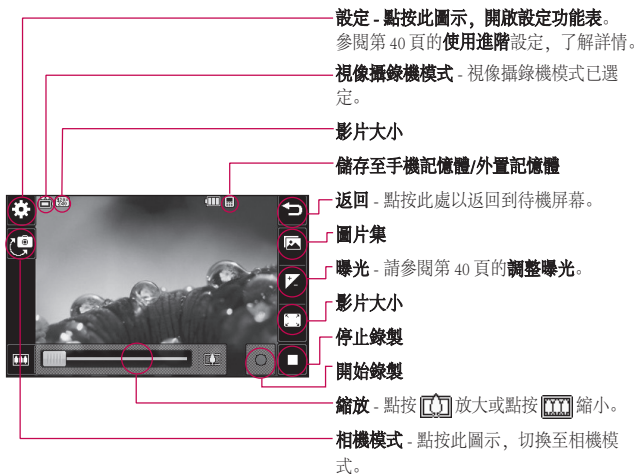 設定 - 點按此圖示，開啟設定功能表。
參閱第 40 頁的使用進階設定，了解詳情。
視像攝錄機模式 - 視像攝錄機模式已選
定。
影片大小
儲存至手機記憶體/外置記憶體
返回 - 點按此處以返回到待機屏幕。
圖片集
曝光 - 請參閱第 40 頁的調整曝光。
影片大小
停止錄製
開始錄製
縮放 - 點按 放大或點按 縮小。
相機模式 - 點按此圖示，切換至相機模
式。